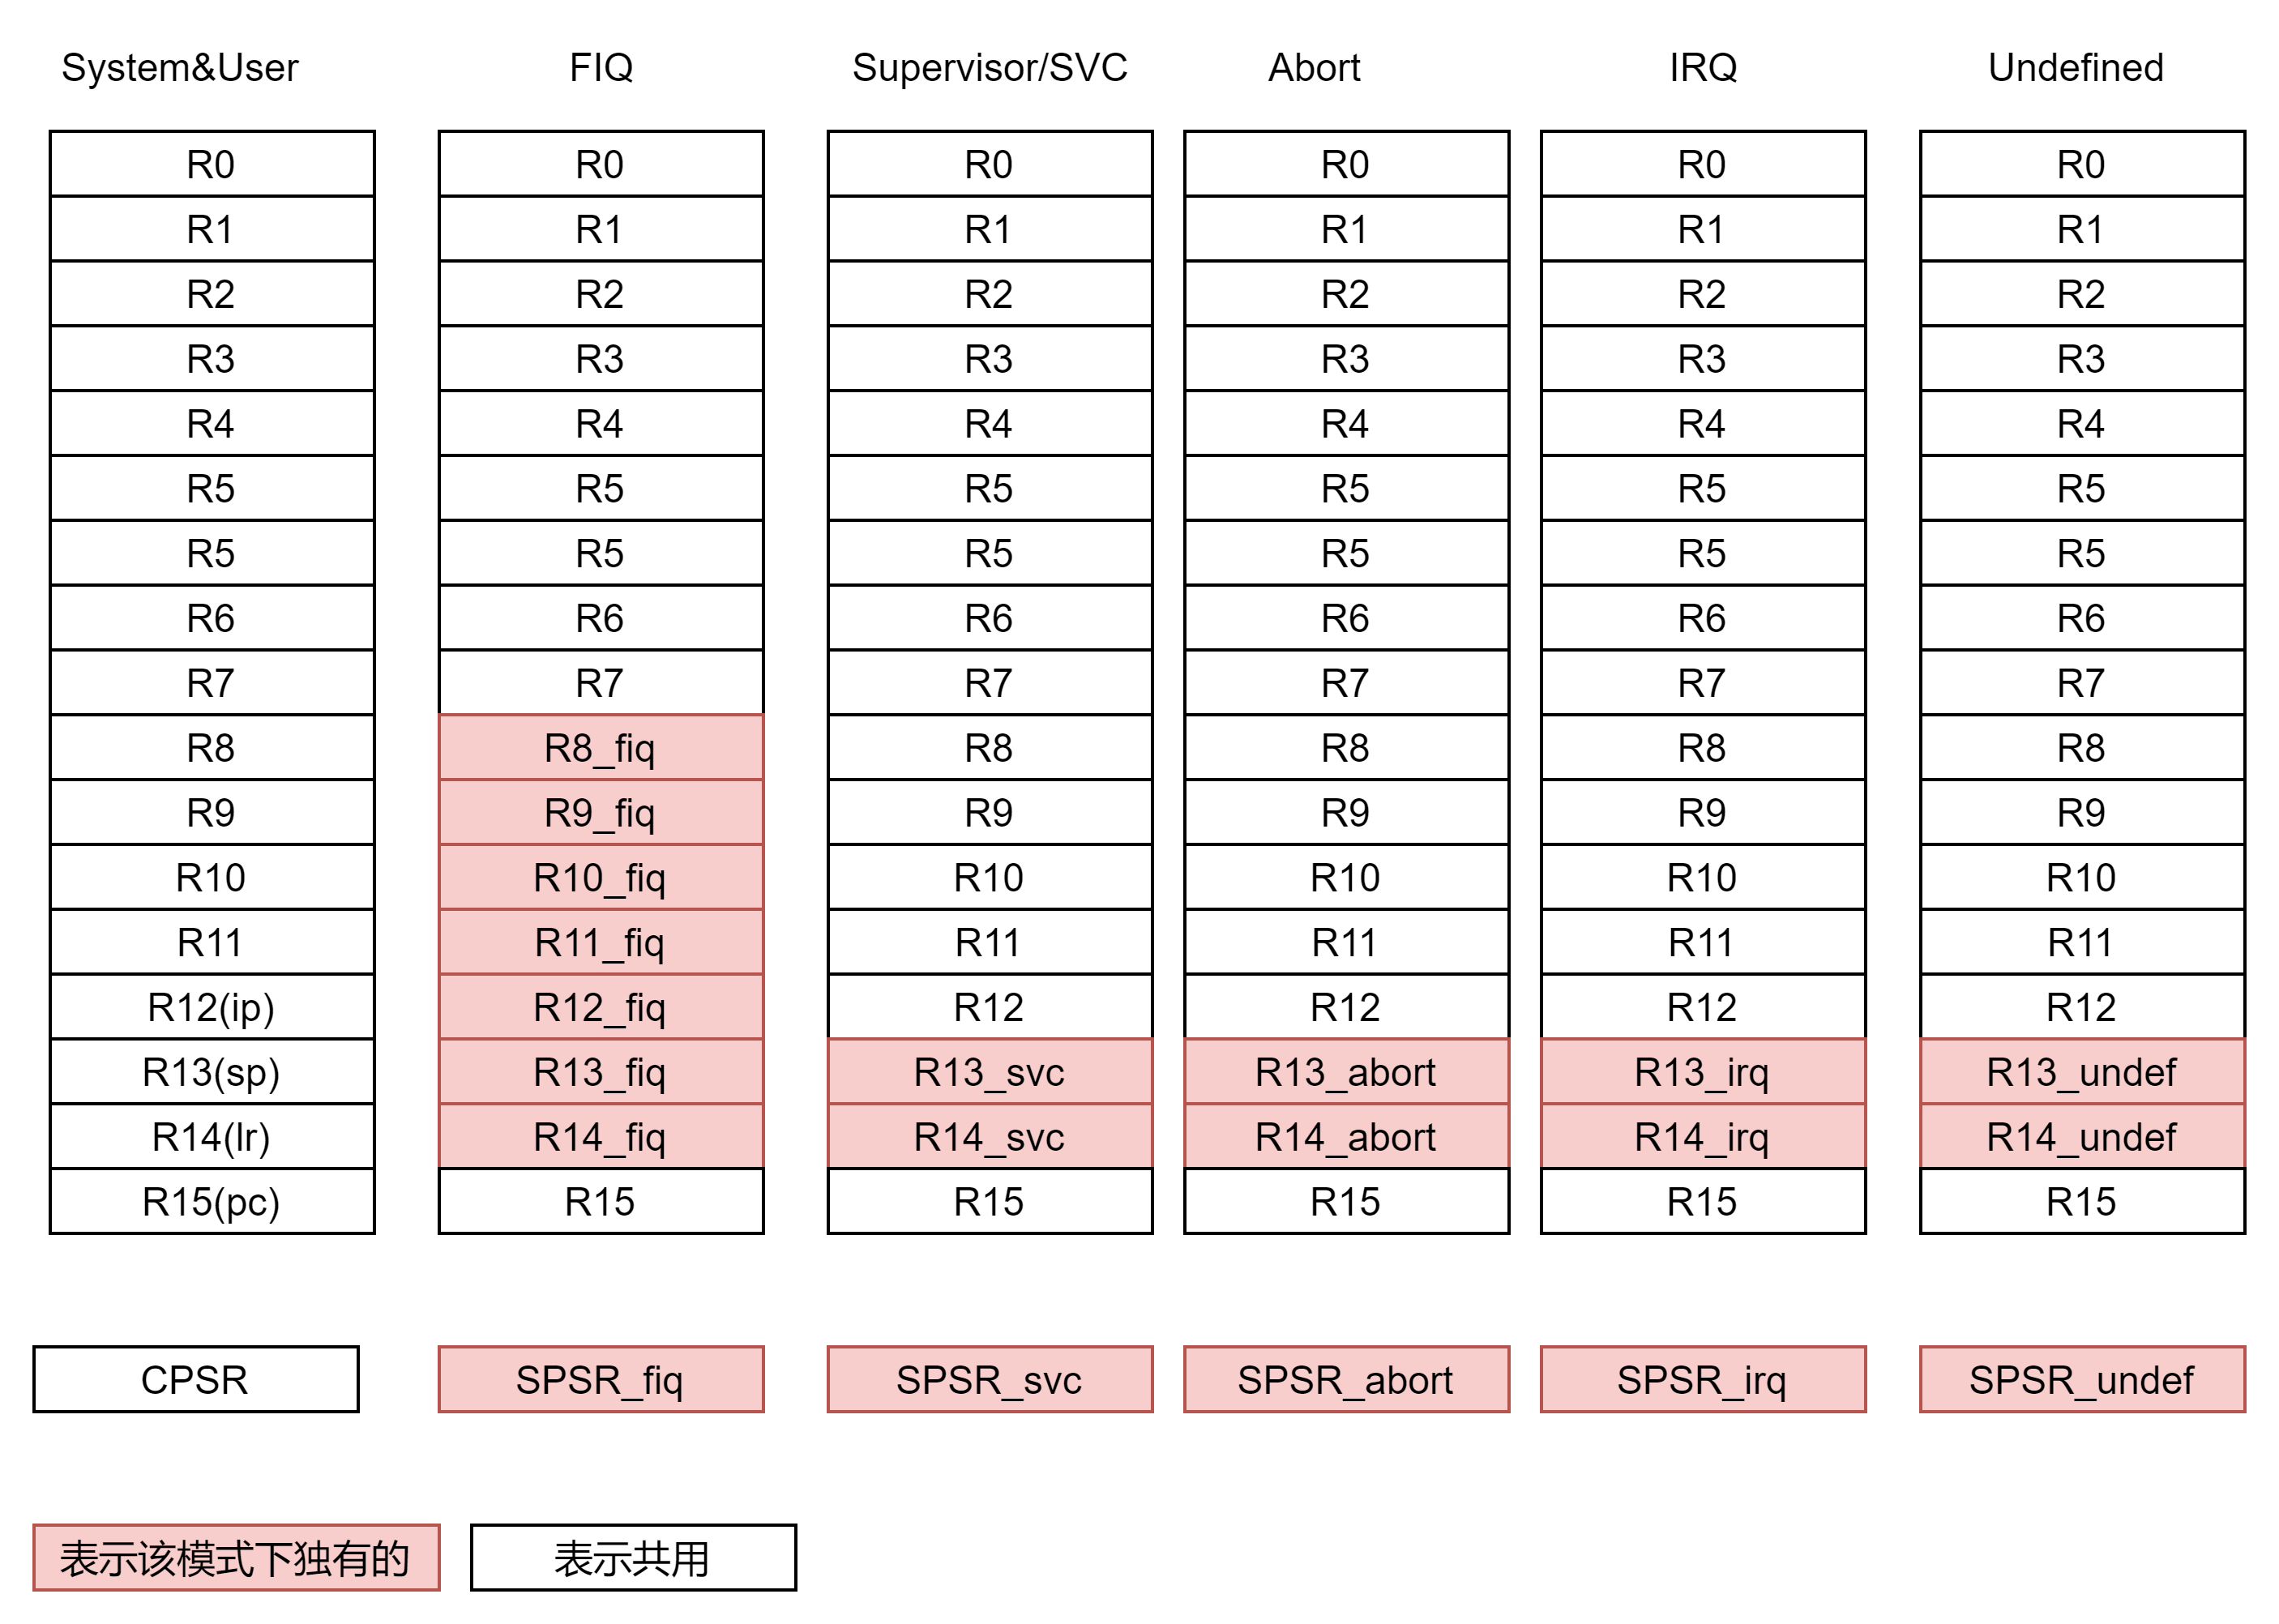 System&User FIQ Supervisor/SVC Abort IRQ Undefined
R0 R0 R0 R0 R0 R0
R1 R1 R1 R1 R1 R1
R2 R2 R2 R2 R2 R2
R3 R3 R3 R3 R3 R3
R4 R4 R4 R4 R4 R4
R5 R5 R5 R5 R5 R5
R5 R5 R5 R5 R5 R5
R6 R6 R6 R6 R6 R6
R7 R7 R7 R7 R7 R7
R8 R8_fiq R8 R8 R8 R8
R9 R9_fiq R9 R9 R9 R9
R10 R10_fiq R10 R10 R10 R10
R11 R11_fiq R11 R11 R11 R11
R12(ip) R12_fiq R12 R12 R12 R12
R13(sp) R13_fiq R13_svc R13_abort R13_irq R13_undef
R14(lr) R14_fiq R14_svc R14_abort R14_irq R14_undef
R15(pc) R15 R15 R15 R15 R15
CPSR SPSR_fiq SPSR_svc SPSR_abort SPSR_irq SPSR_undef
表示该模式下独有的 表示共用